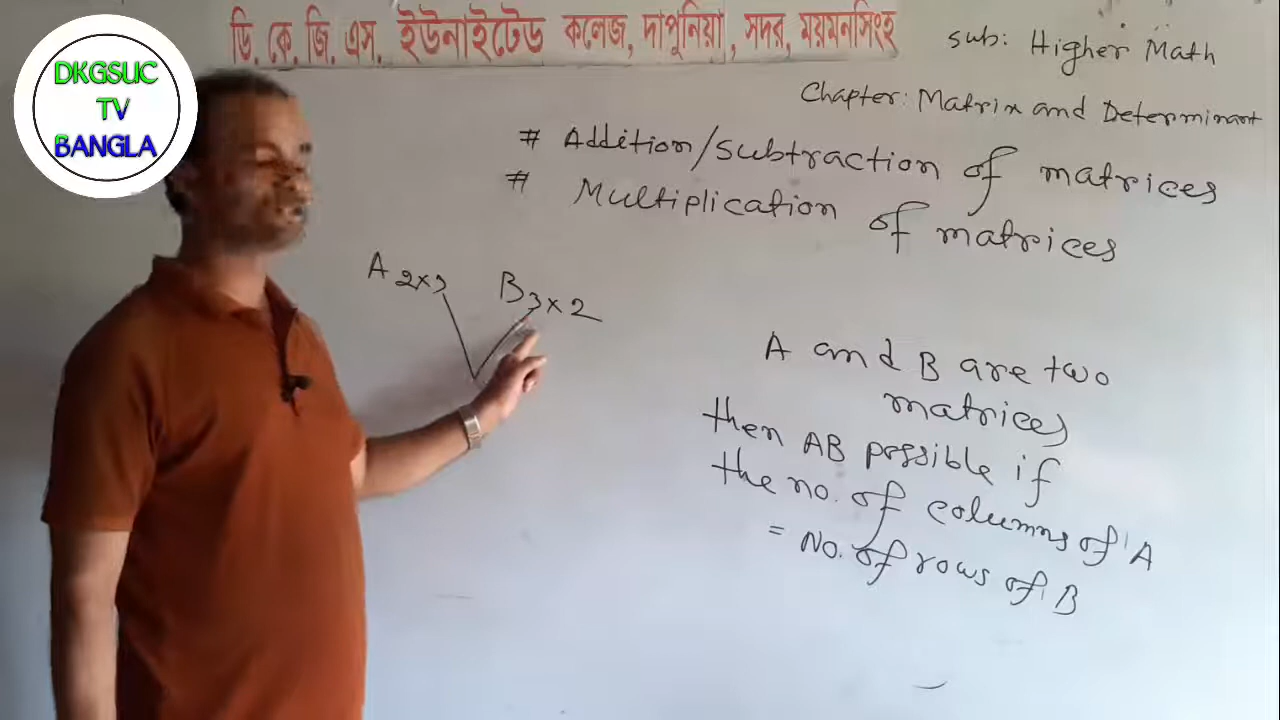 DKGSUC
TV
BANGLA
ডি. কে. জি. এস. ইউনাইটেড কলেজ, দাপুনিয়া, সদর, ময়মনসিংহ
Sub: Higher Math
Chapter: Matrix and Determinant
# Addition/subtraction of matrices
# Multiplication of matrices
A 2×3 B 3×2
A and B are two
matrices
then AB possible if
the no. of columns of A
= No. of rows of B